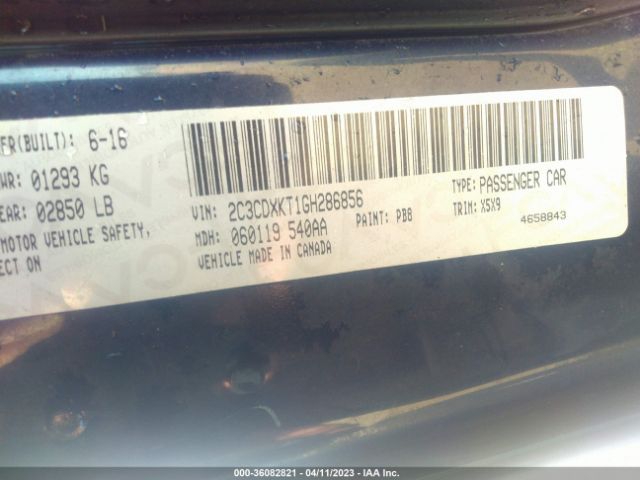 FR(BUILT): 6-16
WR: 01293 KG
EAR: 02850 LB
MOTOR VEHICLE SAFETY,
ECT ON
VIN: 2C3CDXKT1GH286856
TYPE: PASSENGER CAR
MDH: 060119 540AA
PAINT: PB8
TRIM: X5X9
VEHICLE MADE IN CANADA
4658843
000-36082821 - 04/11/2023 - IAA Inc.